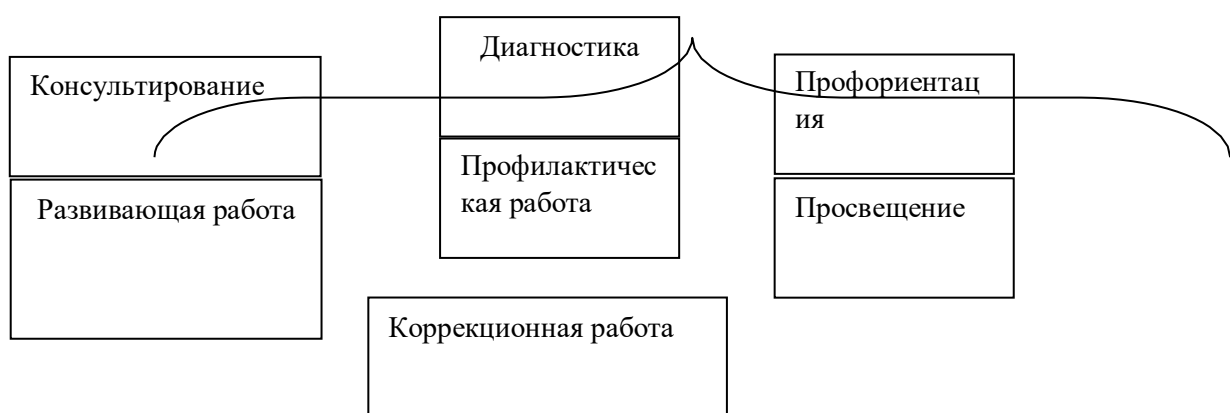 Диагностика
Консультирование
Профориентац
ия
Профилактичес
кая работа
Развивающая работа
Просвещение
Коррекционная работа